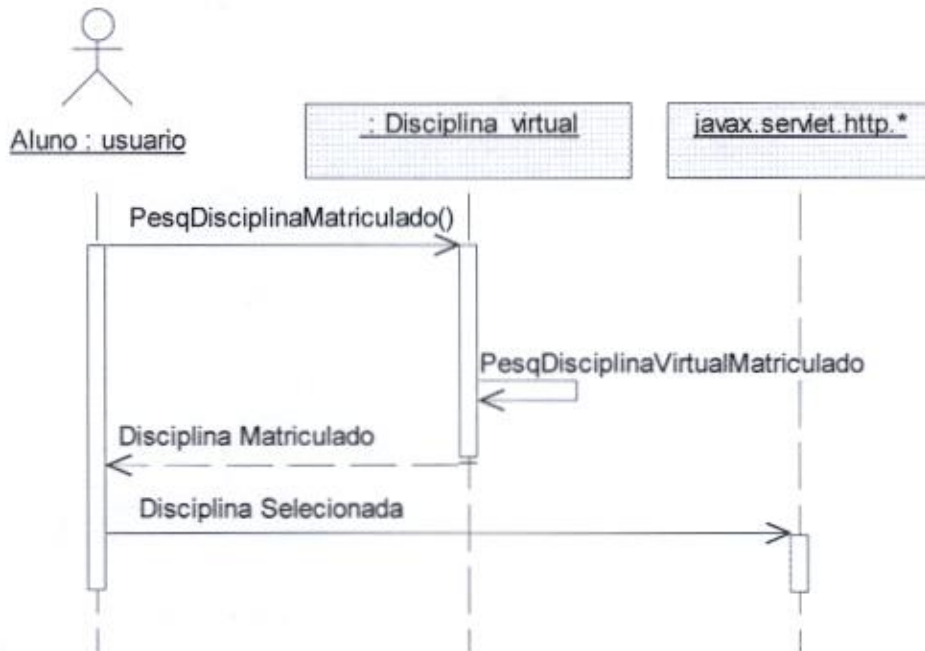 Aluno : usuario
: Disciplina virtual
javax.servlet.http.*
PesqDisciplinaMatriculado()
PesqDisciplinaVirtualMatriculado
Disciplina Matriculado
Disciplina Selecionada